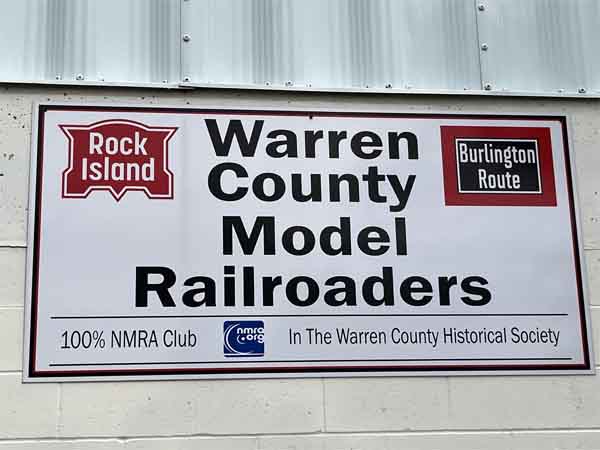 Rock
Island
Warren
County
Model
Railroaders
Burlington
Route
100% NMRA Club
nmra
.org
In The Warren County Historical Society